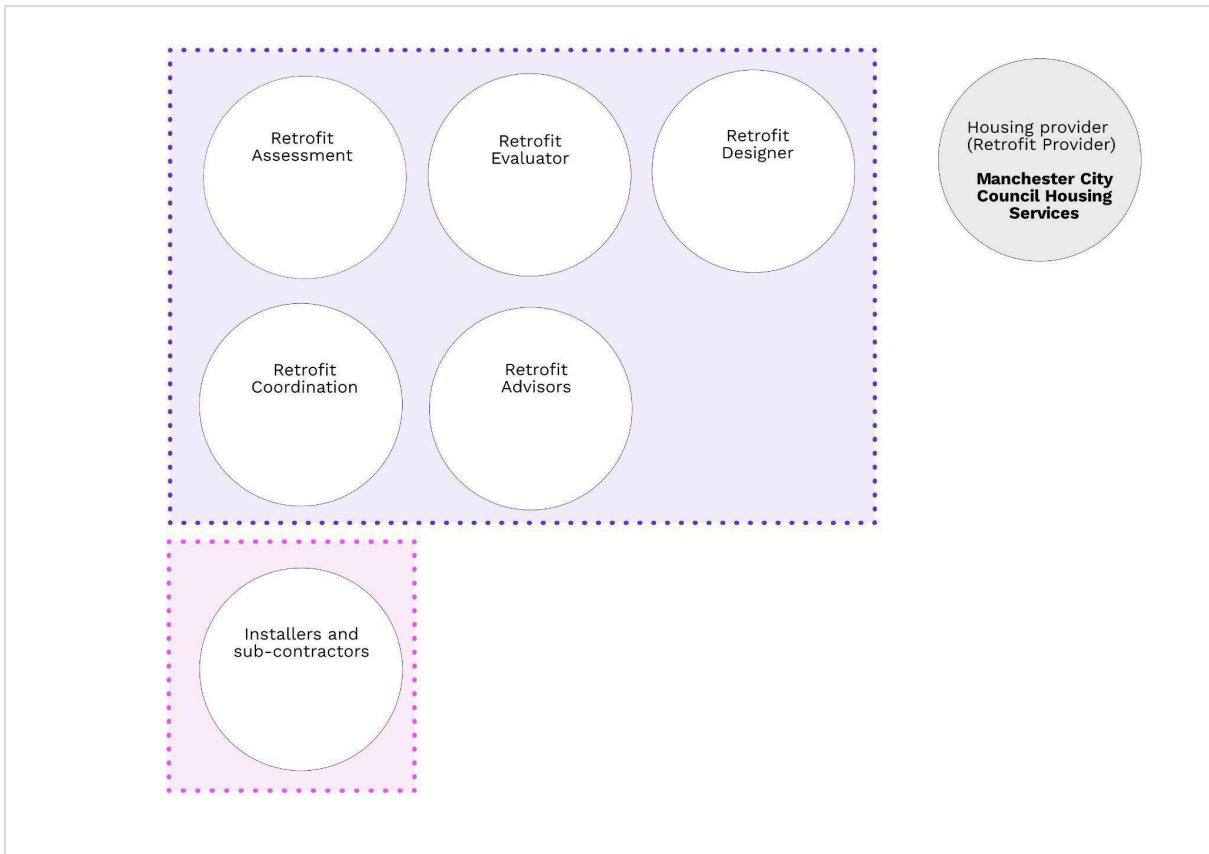 Retrofit
Assessment
Retrofit
Evaluator
Retrofit
Designer
Housing provider
(Retrofit Provider)
Manchester City
Council Housing
Services
Retrofit
Coordination
Retrofit
Advisors
Installers and
sub-contractors